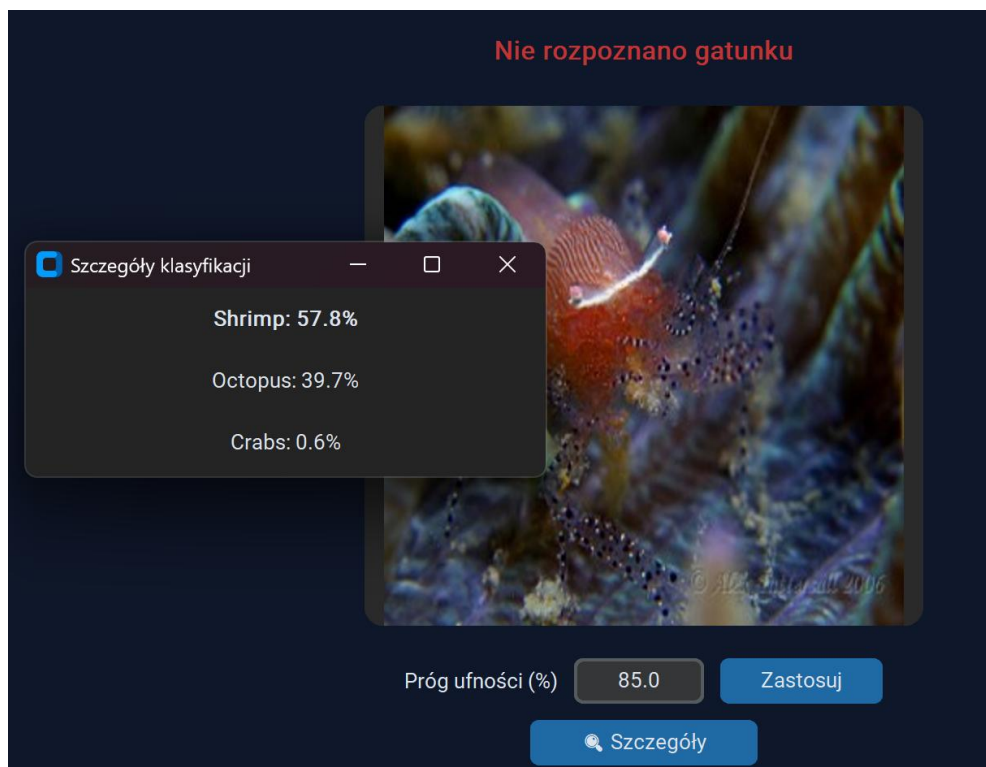 Nie rozpoznano gatunku
Szczegóły klasyfikacji
Shrimp: 57.8%
Octopus: 39.7%
Crabs: 0.6%
© 2006
Próg ufności (%)
85.0
Zastosuj
Szczegóły